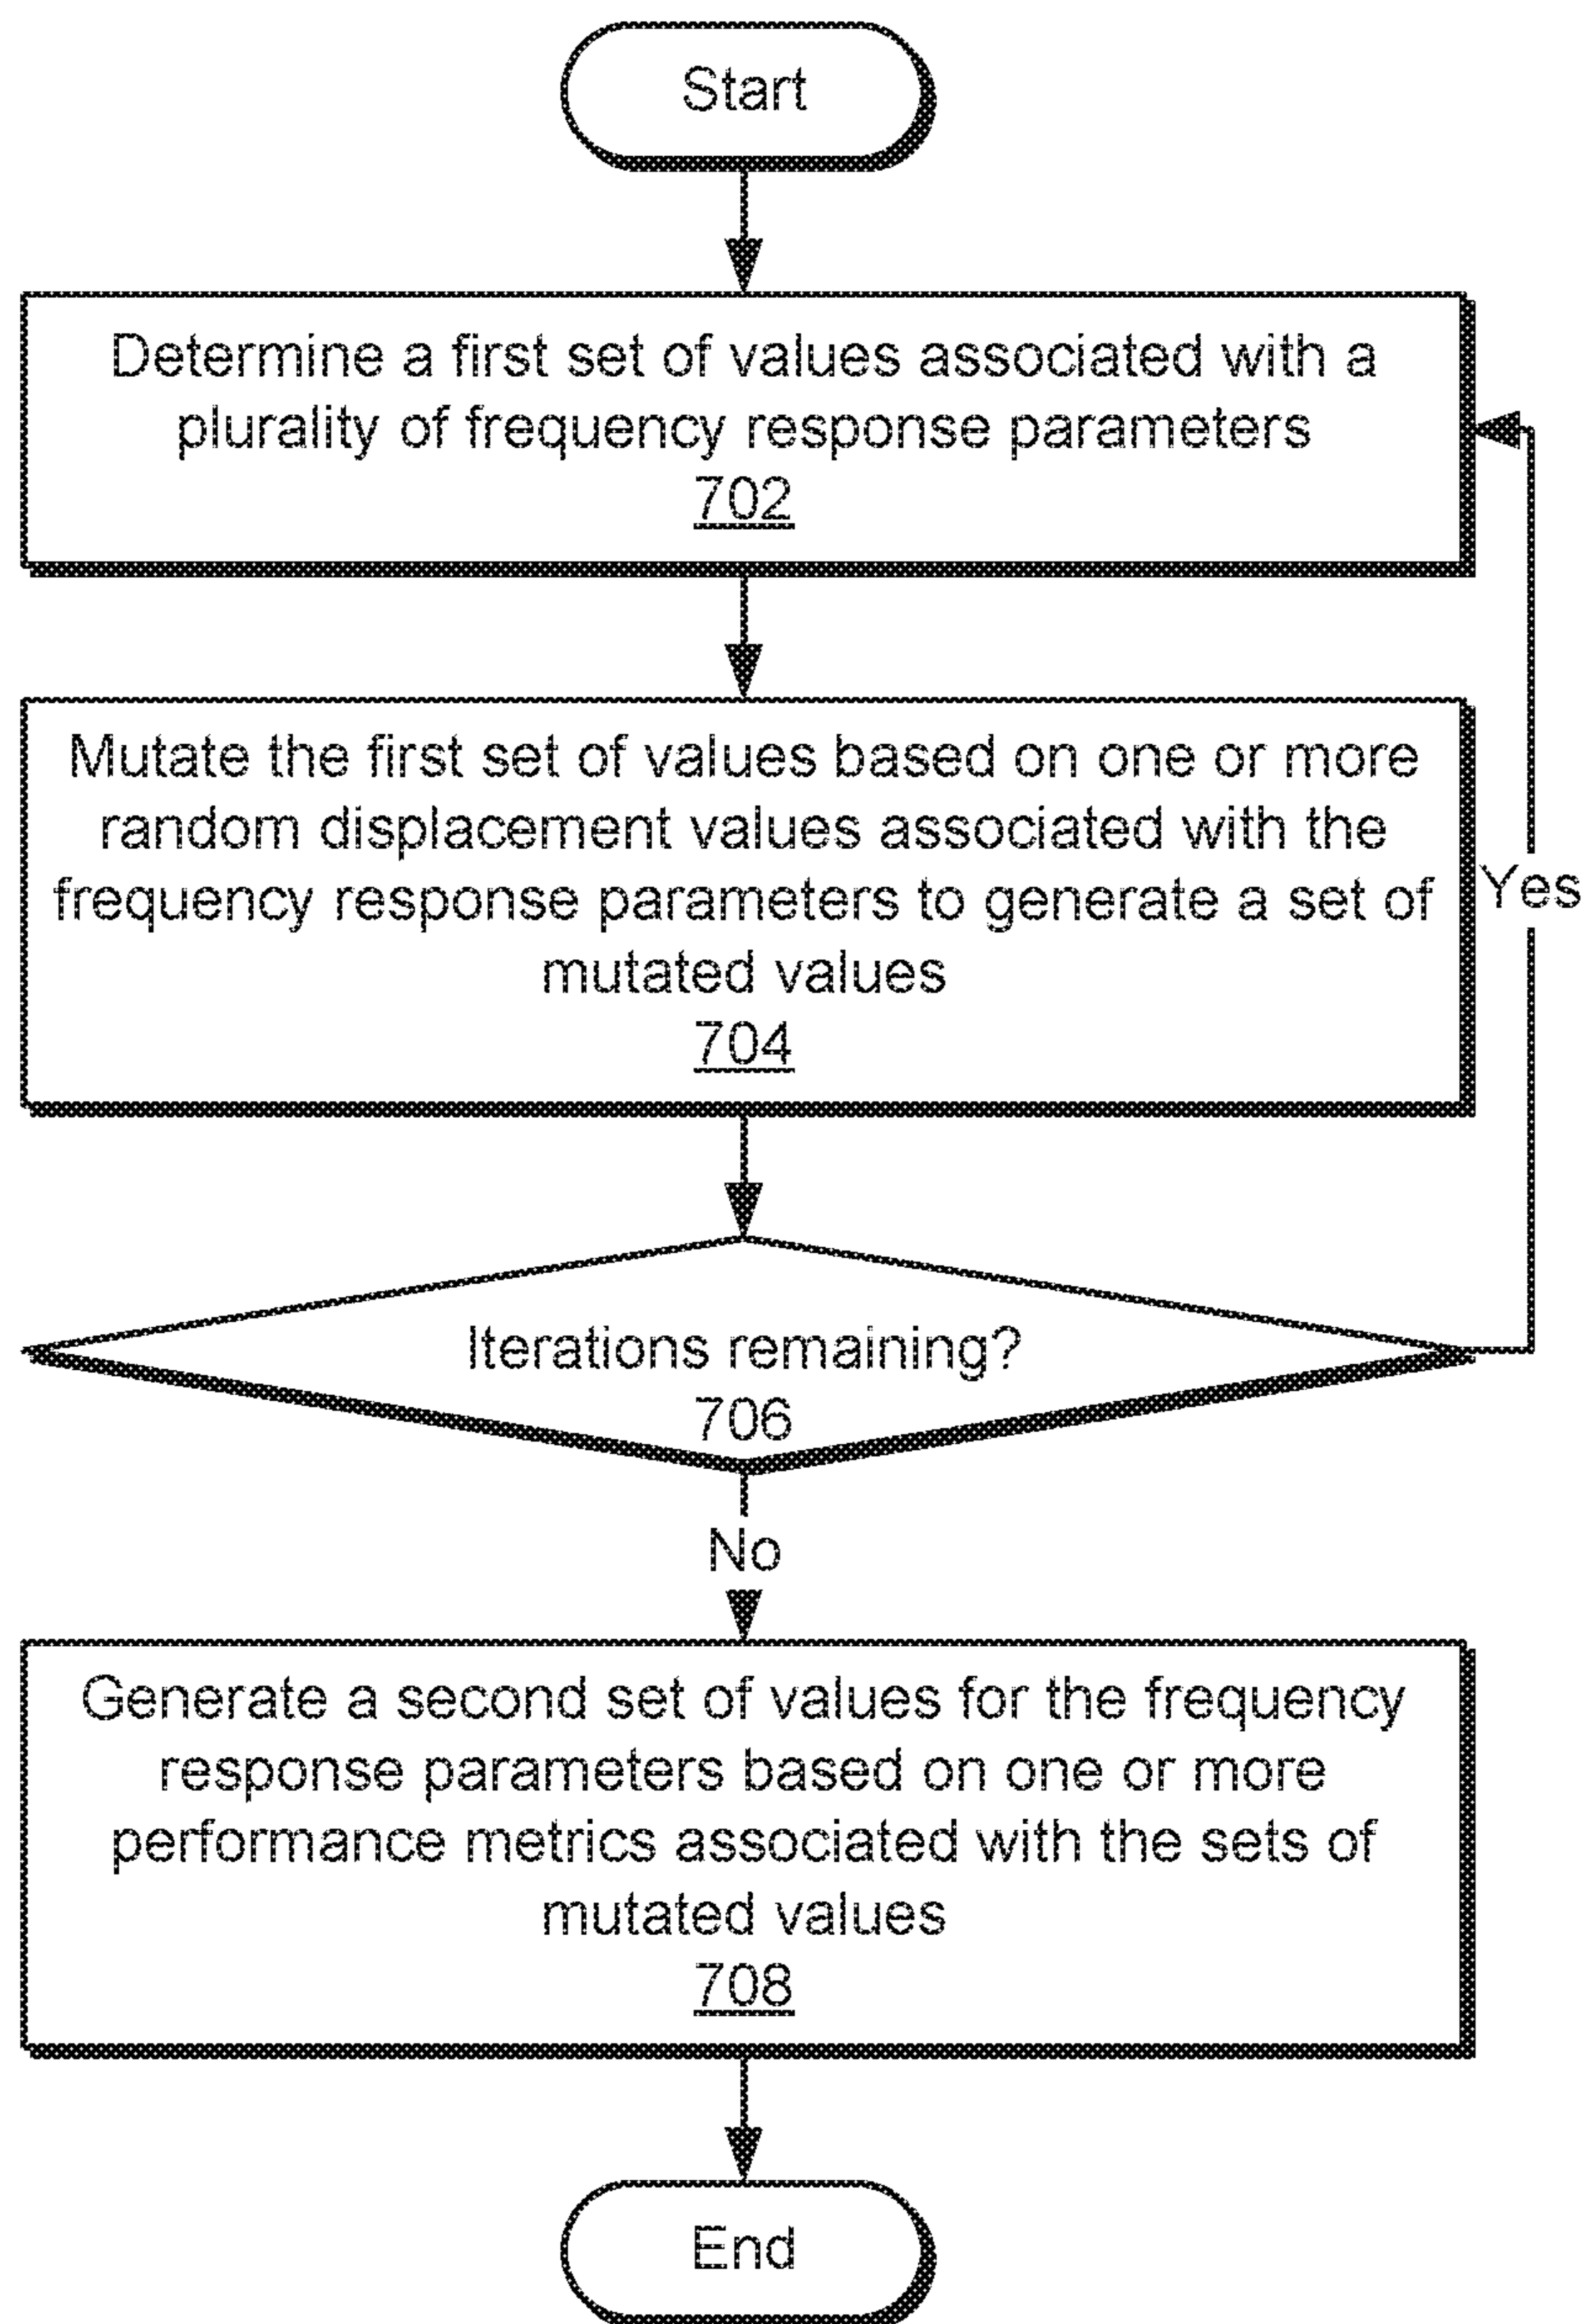 Start
Determine a first set of values associated with a
plurality of frequency response parameters
702
Mutate the first set of values based on one or more
random displacement values associated with the
frequency response parameters to generate a set of
mutated values
704
Yes
Iterations remaining?
706
No
Generate a second set of values for the frequency
response parameters based on one or more
performance metrics associated with the sets of
mutated values
708
End